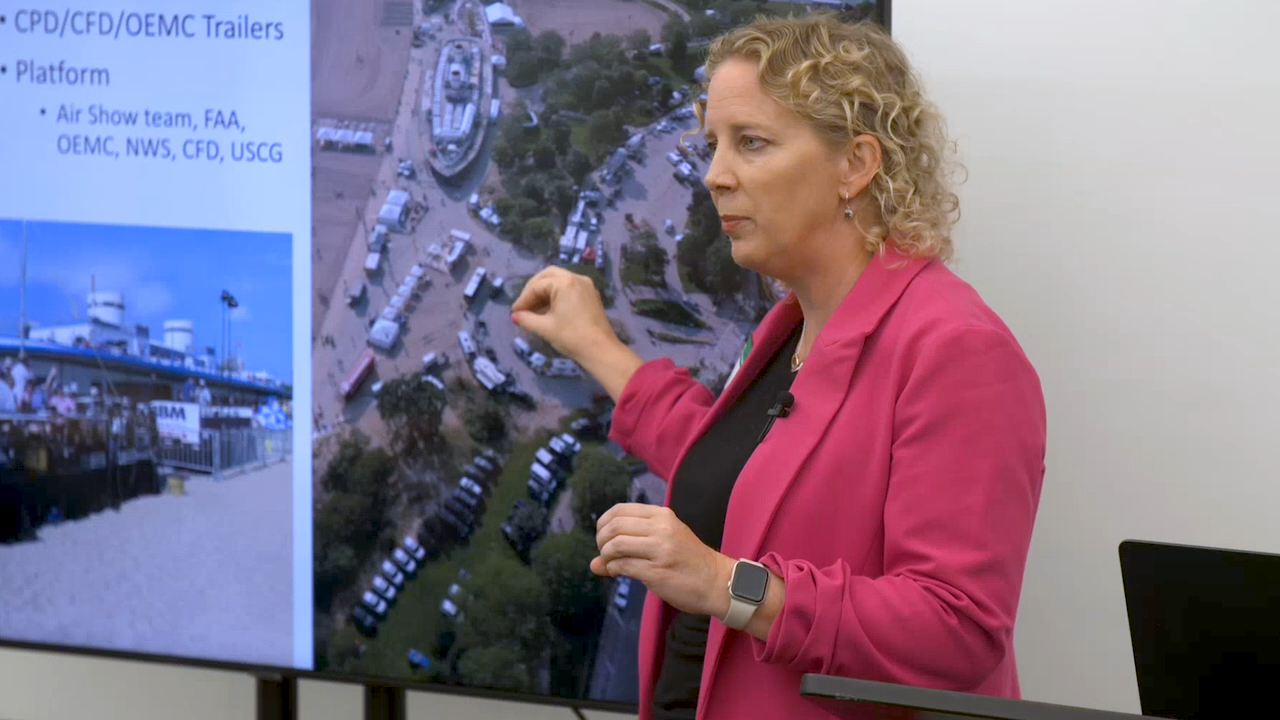 • CPD/CFD/OEMC Trailers
• Platform
• Air Show team, FAA,
OEMC, NWS, CFD, USCG
IBM